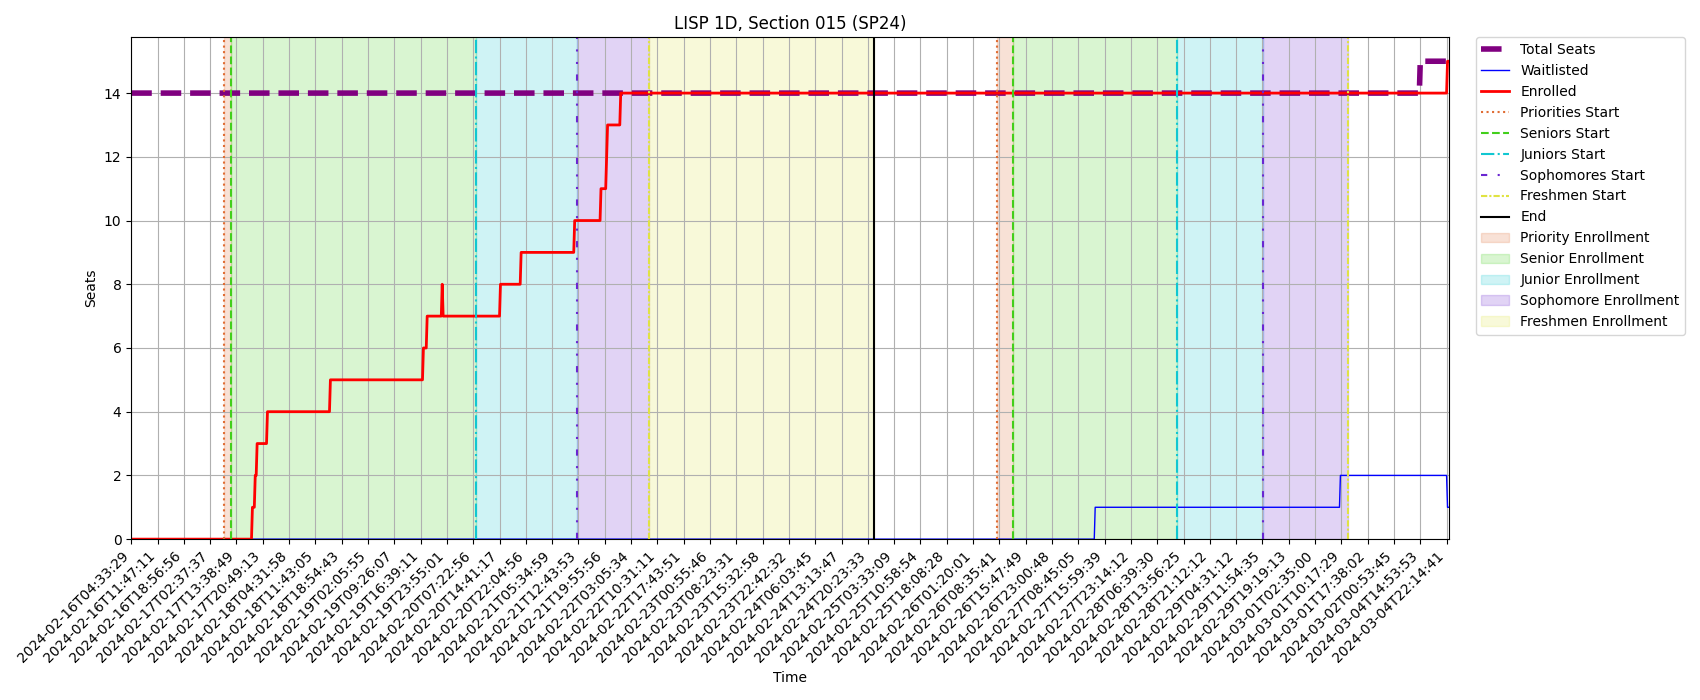 LISP 1D, Section 015 (SP24)
Seats
14
12
10
8
6
4
2
0
2024-02-16T04:33:29
2024-02-16T11:47:11
2024-02-16T18:56:56
2024-02-17T02:37:37
2024-02-17T13:38:49
2024-02-17T20:49:13
2024-02-18T04:31:58
2024-02-18T11:43:05
2024-02-18T18:54:43
2024-02-19T02:05:55
2024-02-19T09:26:07
2024-02-19T16:39:11
2024-02-19T23:55:01
2024-02-20T07:22:56
2024-02-20T14:41:17
2024-02-20T22:04:56
2024-02-21T05:34:59
2024-02-21T12:43:53
2024-02-21T19:55:56
2024-02-22T03:05:34
2024-02-22T10:31:11
2024-02-22T17:43:51
2024-02-23T00:55:46
2024-02-23T08:23:31
2024-02-23T15:32:58
2024-02-23T22:42:32
2024-02-24T06:03:45
2024-02-24T13:13:47
2024-02-24T20:23:33
2024-02-25T03:33:09
2024-02-25T10:58:54
2024-02-25T18:08:28
2024-02-26T01:20:01
2024-02-26T08:35:41
2024-02-26T15:47:49
2024-02-26T23:00:48
2024-02-27T08:45:05
2024-02-27T15:59:39
2024-02-27T23:14:12
2024-02-28T06:39:30
2024-02-28T13:56:25
2024-02-28T21:12:12
2024-02-29T04:31:12
2024-02-29T11:54:35
2024-02-29T19:19:13
2024-03-01T02:35:00
2024-03-01T10:17:29
2024-03-01T17:38:02
2024-03-02T00:53:45
2024-03-04T14:53:53
2024-03-04T22:14:41
Time
Total Seats
Waitlisted
Enrolled
Priorities Start
Seniors Start
Juniors Start
Sophomores Start
Freshmen Start
End
Priority Enrollment
Senior Enrollment
Junior Enrollment
Sophomore Enrollment
Freshmen Enrollment